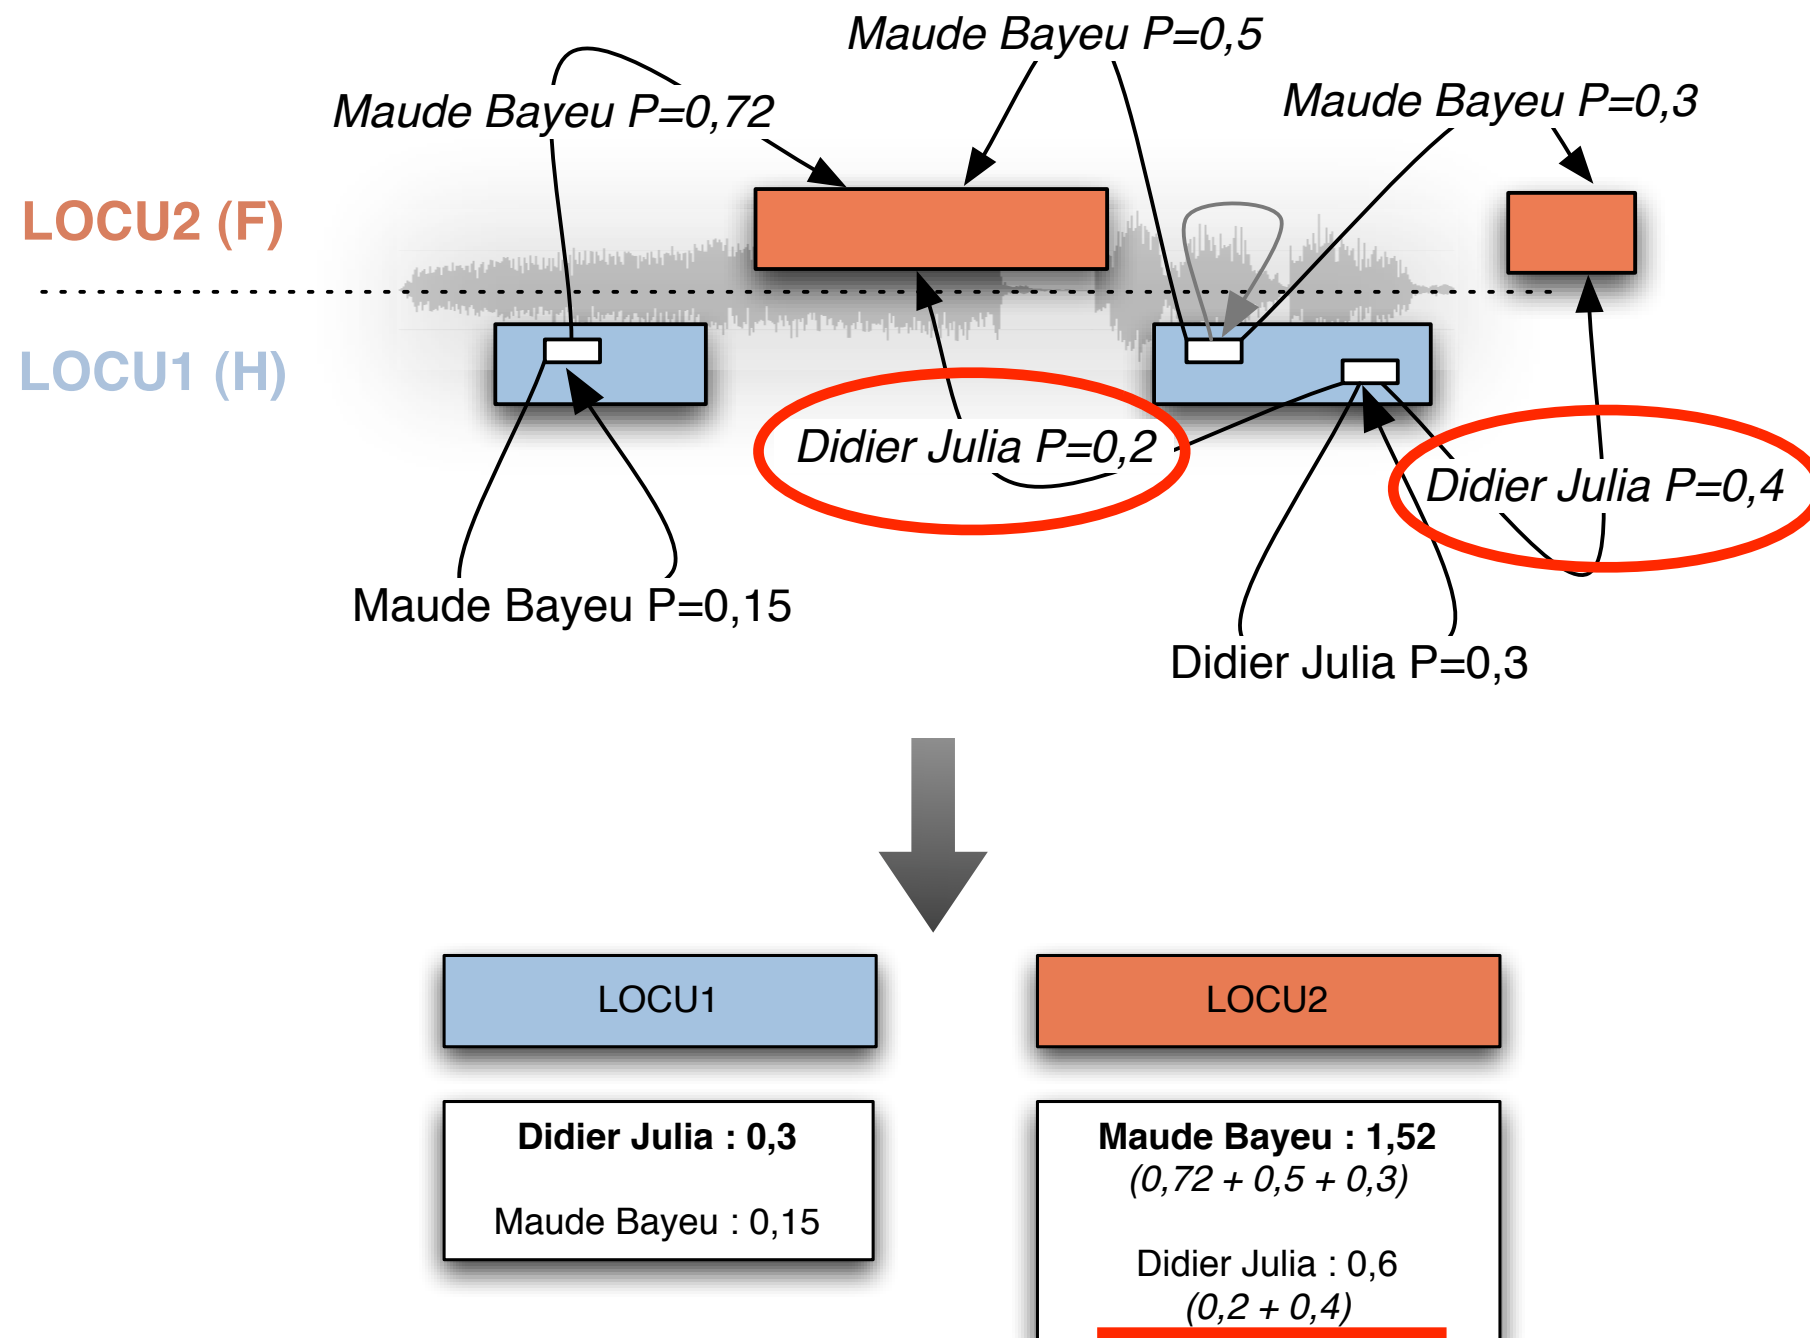 Maude Bayeu P=0,5
Maude Bayeu P=0,72
Maude Bayeu P=0,3
LOCU2 (F)
LOCU1 (H)
Didier Julia P=0,2
Didier Julia P=0,4
Maude Bayeu P=0,15
Didier Julia P=0,3
LOCU1
LOCU2
Didier Julia : 0,3
Maude Bayeu : 0,15
Maude Bayeu : 1,52
(0,72 + 0,5 + 0,3)
Didier Julia : 0,6
(0,2 + 0,4)